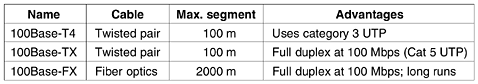 Name Cable Max. segment Advantages
100Base-T4 Twisted pair 100 m Uses category 3 UTP
100Base-TX Twisted pair 100 m Full duplex at 100 Mbps (Cat 5 UTP)
100Base-FX Fiber optics 2000 m Full duplex at 100 Mbps; long runs